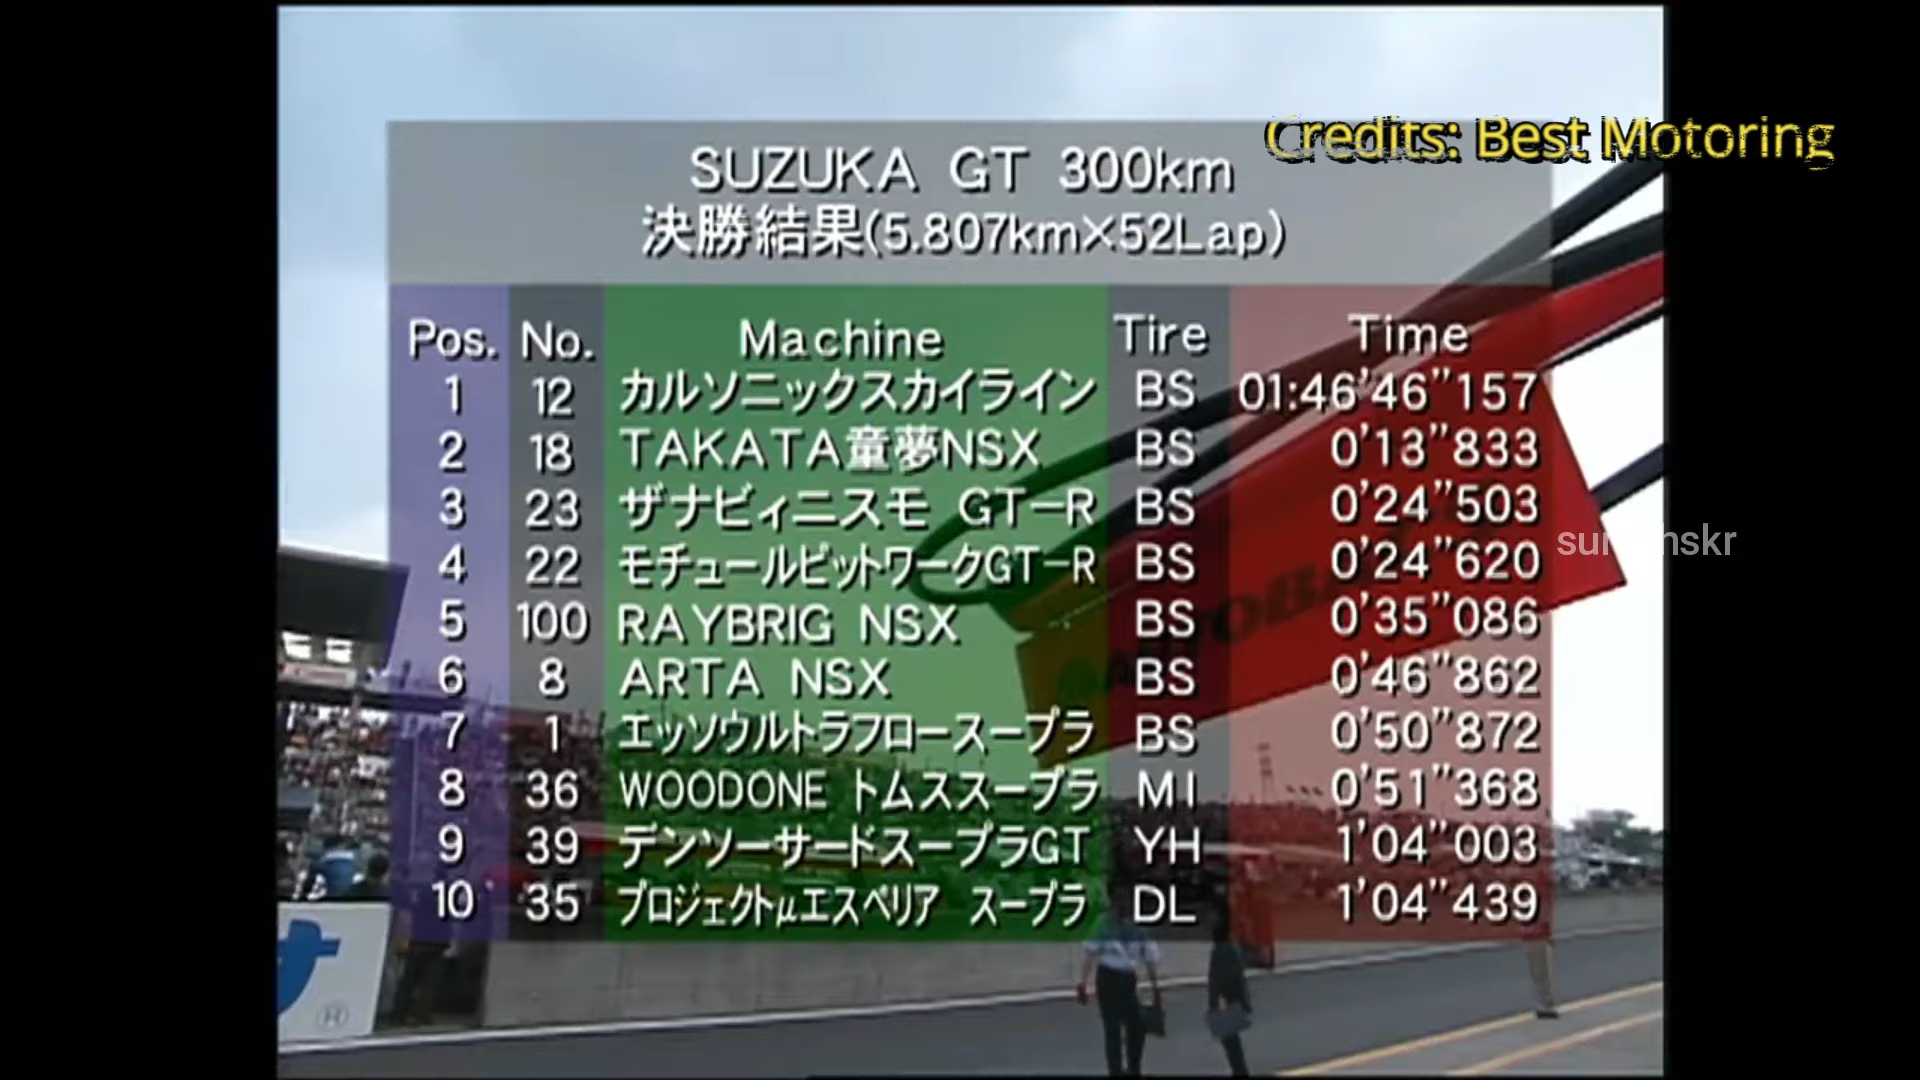 Credits: Best Motoring
SUZUKA GT 300km
決勝結果(5.807km×52Lap)
Pos. No. Machine Tire Time
1 12 カルソニックスカイライン BS 01:46'46"157
2 18 TAKATA童夢NSX BS 0'13"833
3 23 ザナビィニスモ GT-R BS 0'24"503
4 22 モチュールピットワークGT-R BS 0'24"620
5 100 RAYBRIG NSX BS 0'35"086
6 8 ARTA NSX BS 0'46"862
7 1 エッソウルトラフロースープラ BS 0'50"872
8 36 WOODONE トムススープラ MI 0'51"368
9 39 デンソーサードスープラGT YH 1'04"003
10 35 プロジェクトμエスペリア スープラ DL 1'04"439